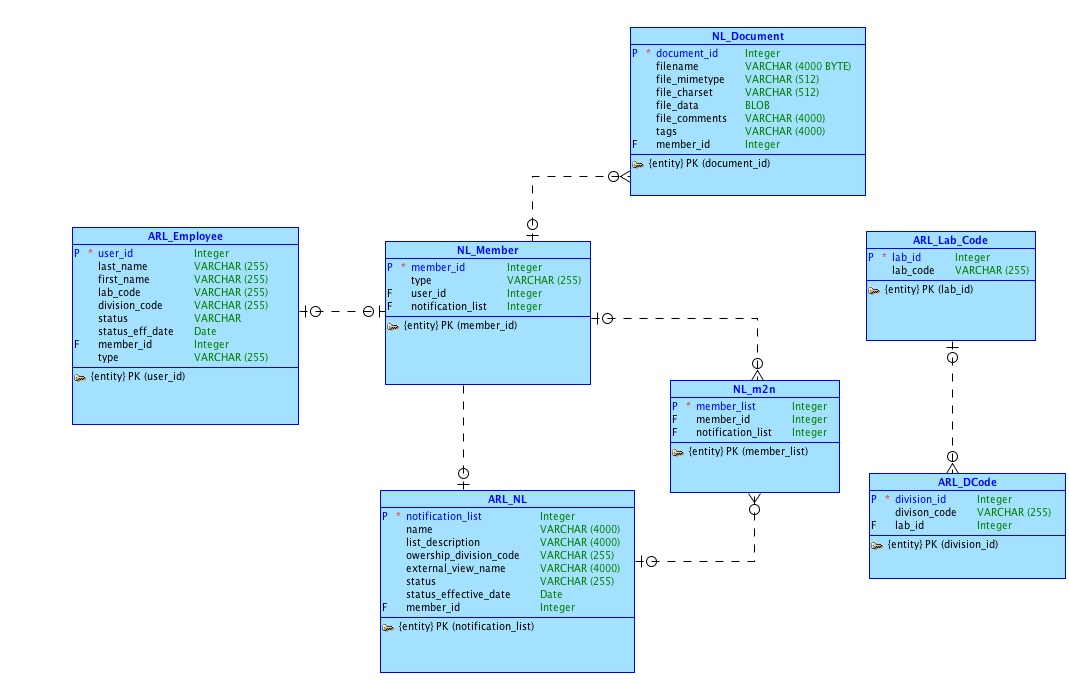 NL_Document
P * document_id Integer
filename VARCHAR (4000 BYTE)
file_mimetype VARCHAR (512)
file_charset VARCHAR (512)
file_data BLOB
file_comments VARCHAR (4000)
tags VARCHAR (4000)
F member_id Integer
{entity} PK (document_id)
ARL_Employee
P * user_id Integer
last_name VARCHAR (255)
first_name VARCHAR (255)
lab_code VARCHAR (255)
division_code VARCHAR (255)
status VARCHAR
status_eff_date Date
F member_id Integer
type VARCHAR (255)
{entity} PK (user_id)
NL_Member
P * member_id Integer
type VARCHAR (255)
F user_id Integer
F notification_list Integer
{entity} PK (member_id)
ARL_Lab_Code
P * lab_id Integer
lab_code VARCHAR (255)
{entity} PK (lab_id)
NL_m2n
P * member_list Integer
F member_id Integer
F notification_list Integer
{entity} PK (member_list)
ARL_DCode
P * division_id Integer
divison_code VARCHAR (255)
F lab_id Integer
{entity} PK (division_id)
ARL_NL
P * notification_list Integer
name VARCHAR (4000)
list_description VARCHAR (4000)
owership_division_code VARCHAR (255)
external_view_name VARCHAR (4000)
status VARCHAR (255)
status_effective_date Date
F member_id Integer
{entity} PK (notification_list)